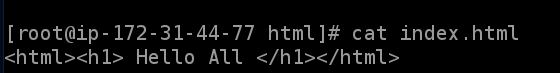 [root@ip-172-31-44-77 html]# cat index.html
<html><h1> Hello All </h1></html>